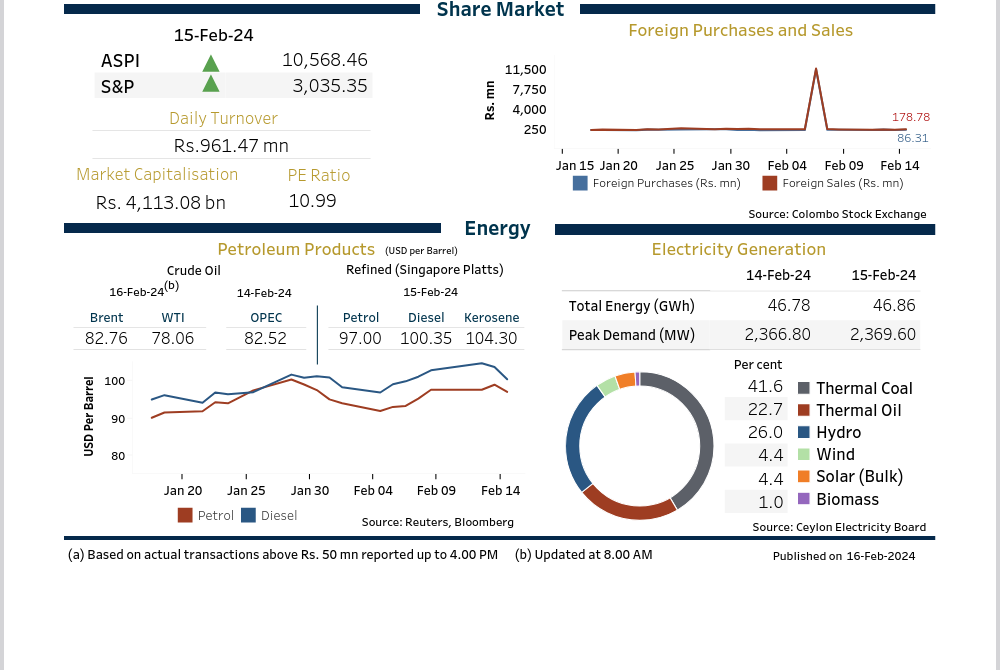 Share Market
15-Feb-24
ASPI 10,568.46
S&P 3,035.35
Daily Turnover
Rs.961.47 mn
Market Capitalisation PE Ratio
Rs. 4,113.08 bn 10.99
Foreign Purchases and Sales
Rs. mn
11,500
7,750
4,000
250
178.78
86.31
Jan 15 Jan 20 Jan 25 Jan 30 Feb 04 Feb 09 Feb 14
Foreign Purchases (Rs. mn) Foreign Sales (Rs. mn)
Source: Colombo Stock Exchange
Energy
Petroleum Products (USD per Barrel)
Crude Oil Refined (Singapore Platts)
16-Feb-24(b) 14-Feb-24 15-Feb-24
Brent WTI OPEC Petrol Diesel Kerosene
82.76 78.06 82.52 97.00 100.35 104.30
USD Per Barrel
100
90
80
Jan 20 Jan 25 Jan 30 Feb 04 Feb 09 Feb 14
Petrol Diesel
Source: Reuters, Bloomberg
Electricity Generation
14-Feb-24 15-Feb-24
Total Energy (GWh) 46.78 46.86
Peak Demand (MW) 2,366.80 2,369.60
Per cent
41.6 Thermal Coal
22.7 Thermal Oil
26.0 Hydro
4.4 Wind
4.4 Solar (Bulk)
1.0 Biomass
Source: Ceylon Electricity Board
(a) Based on actual transactions above Rs. 50 mn reported up to 4.00 PM (b) Updated at 8.00 AM Published on 16-Feb-2024